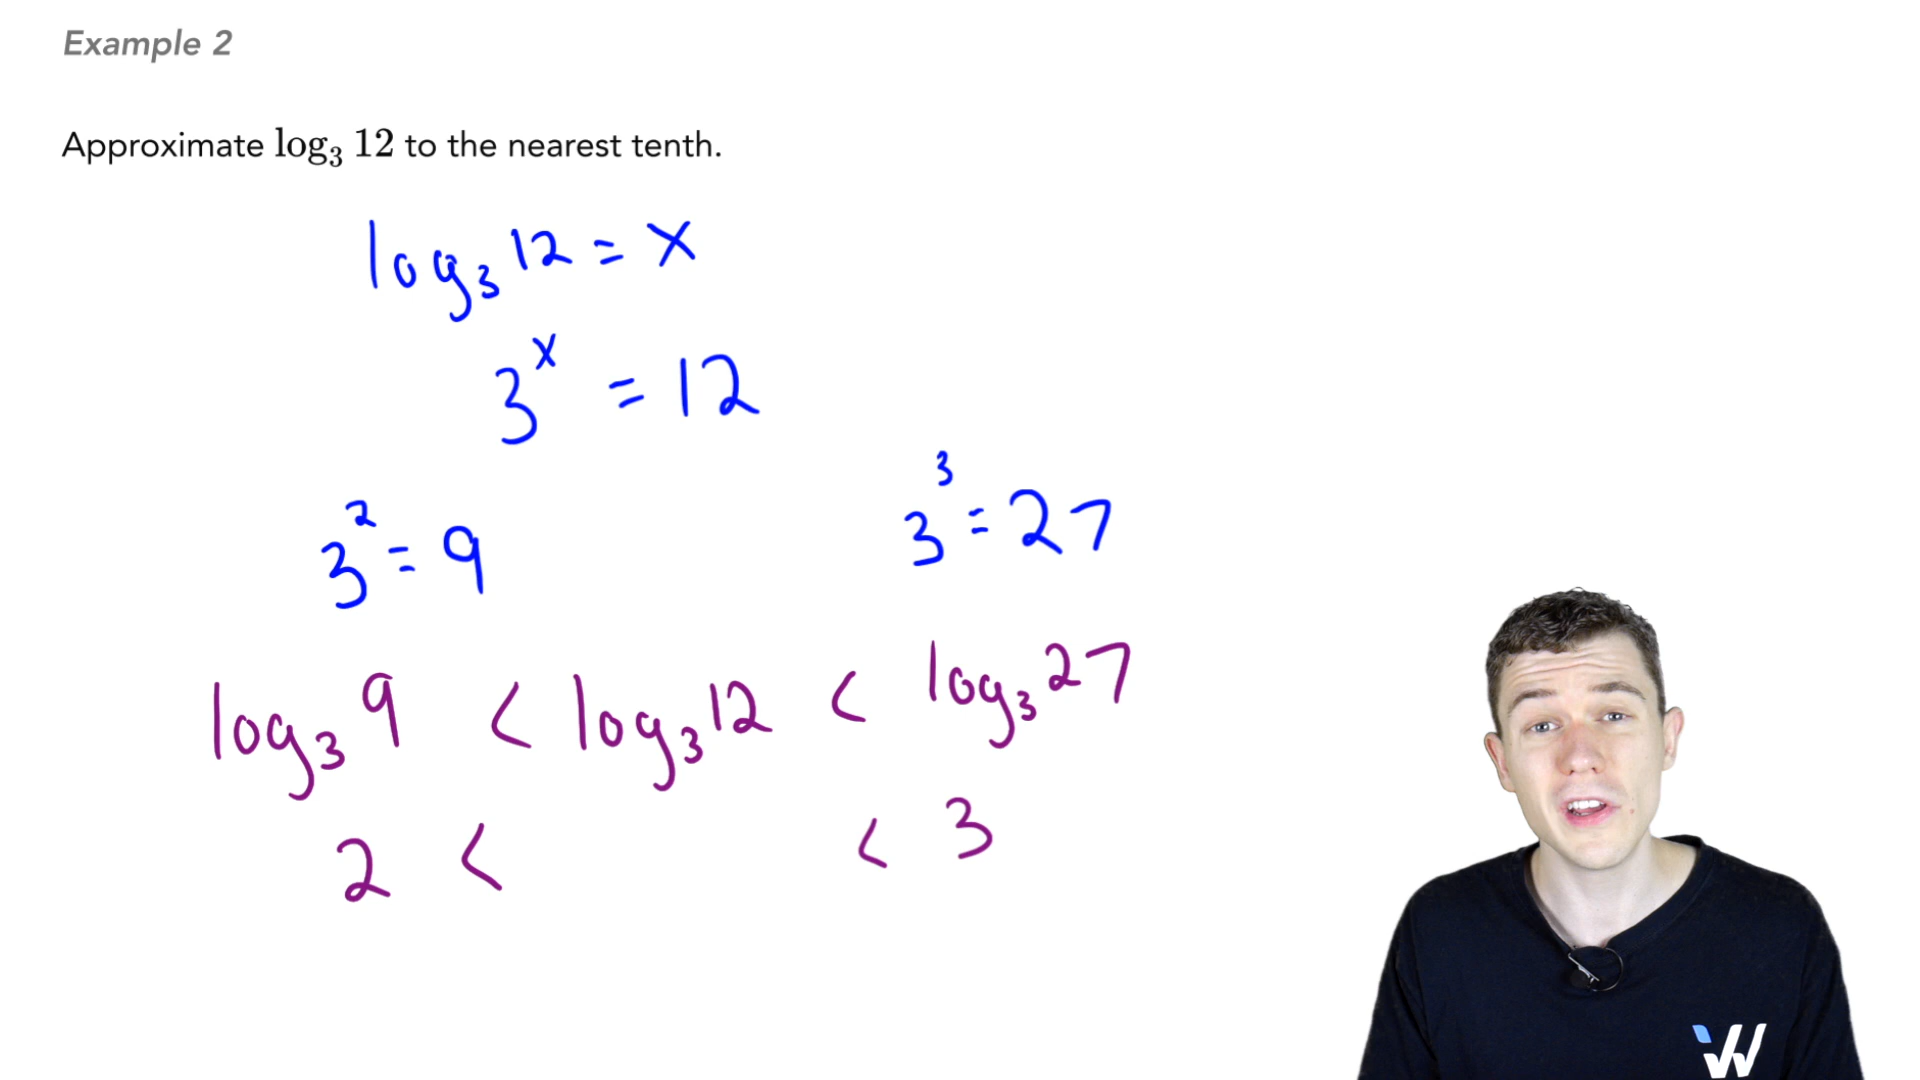 Example 2
Approximate log₃ 12 to the nearest tenth.
log₃ 12 = x
3ˣ = 12
3² = 9 3³ = 27
log₃ 9 < log₃ 12 < log₃ 27
2 < < 3
W